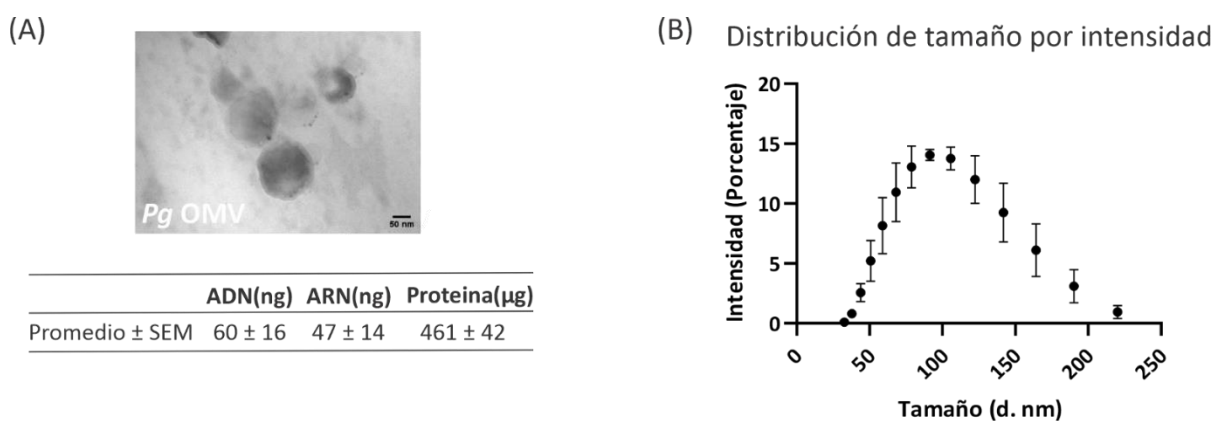 (A)
Pg OMV
50 nm
ADN(ng) ARN(ng) Proteina(μg)
Promedio ± SEM 60 ± 16 47 ± 14 461 ± 42
(B) Distribución de tamaño por intensidad
Intensidad (Porcentaje)
20
15
10
5
0
0 50 100 150 200 250
Tamaño (d. nm)